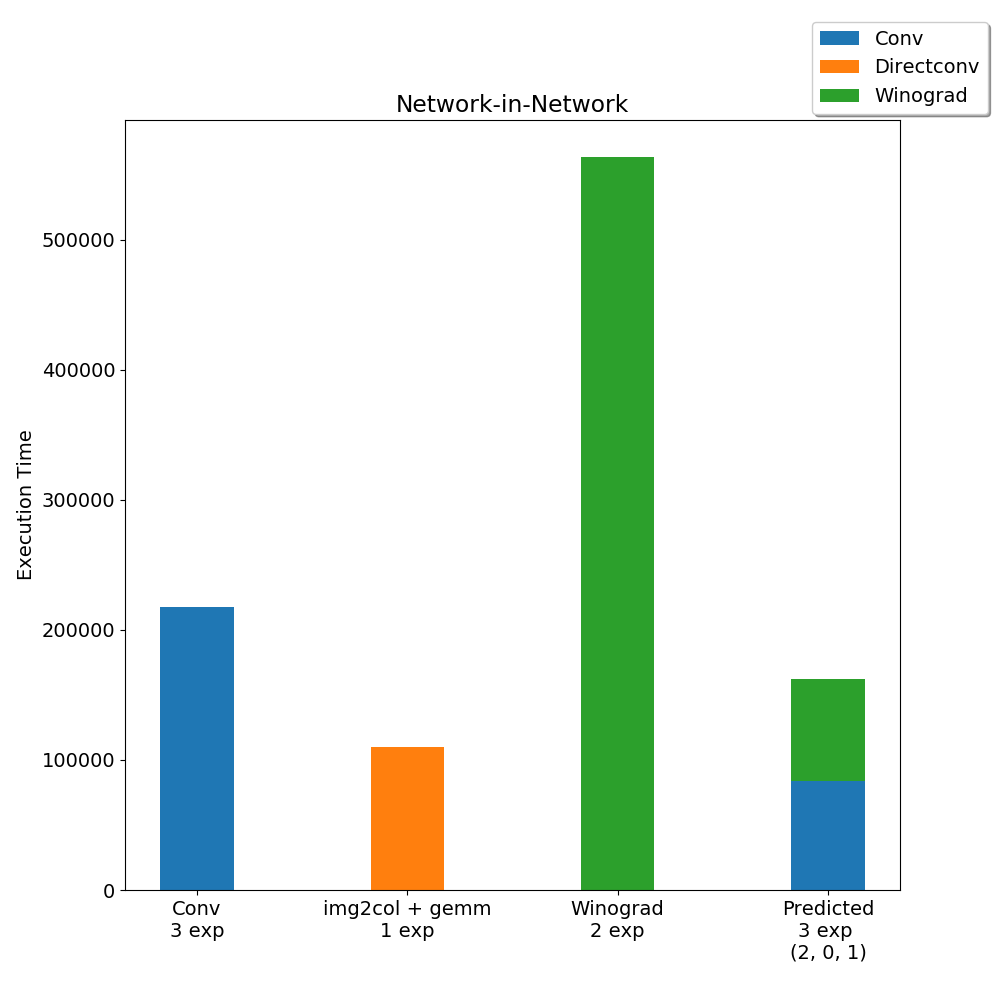 Conv
Directconv
Winograd
Network-in-Network
Execution Time
500000
400000
300000
200000
100000
0
Conv
3 exp
img2col + gemm
1 exp
Winograd
2 exp
Predicted
3 exp
(2, 0, 1)